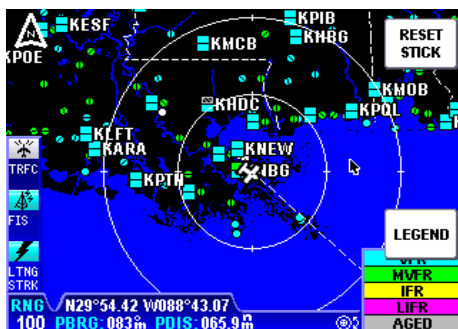 KESF
KPIB
KHBG
KMCB
KPOE
RESET
STICK
KMOB
KHDC
KPQL
KLFT
KARA
KNEW
NBG
KPTN
TRFC
FIS
LTNG
STRK
LEGEND
VFR
MVFR
IFR
LIFR
AGED
RNG
N29°54.42 W088°43.07
100 PBRG:083°m PDIS:065.9nm